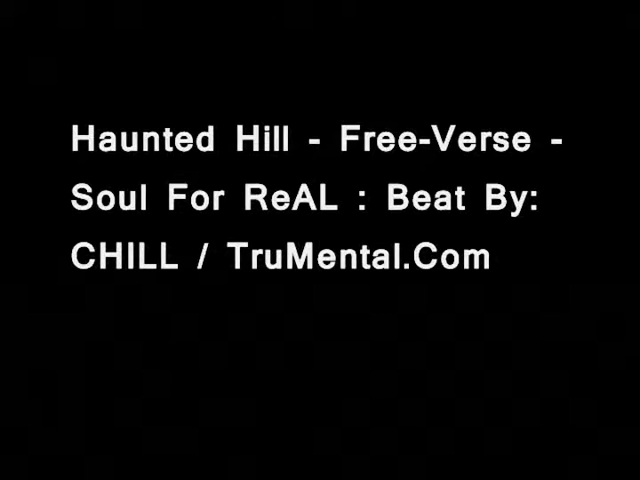 Haunted Hill - Free-Verse -
Soul For ReAL : Beat By:
CHILL / TruMental.Com